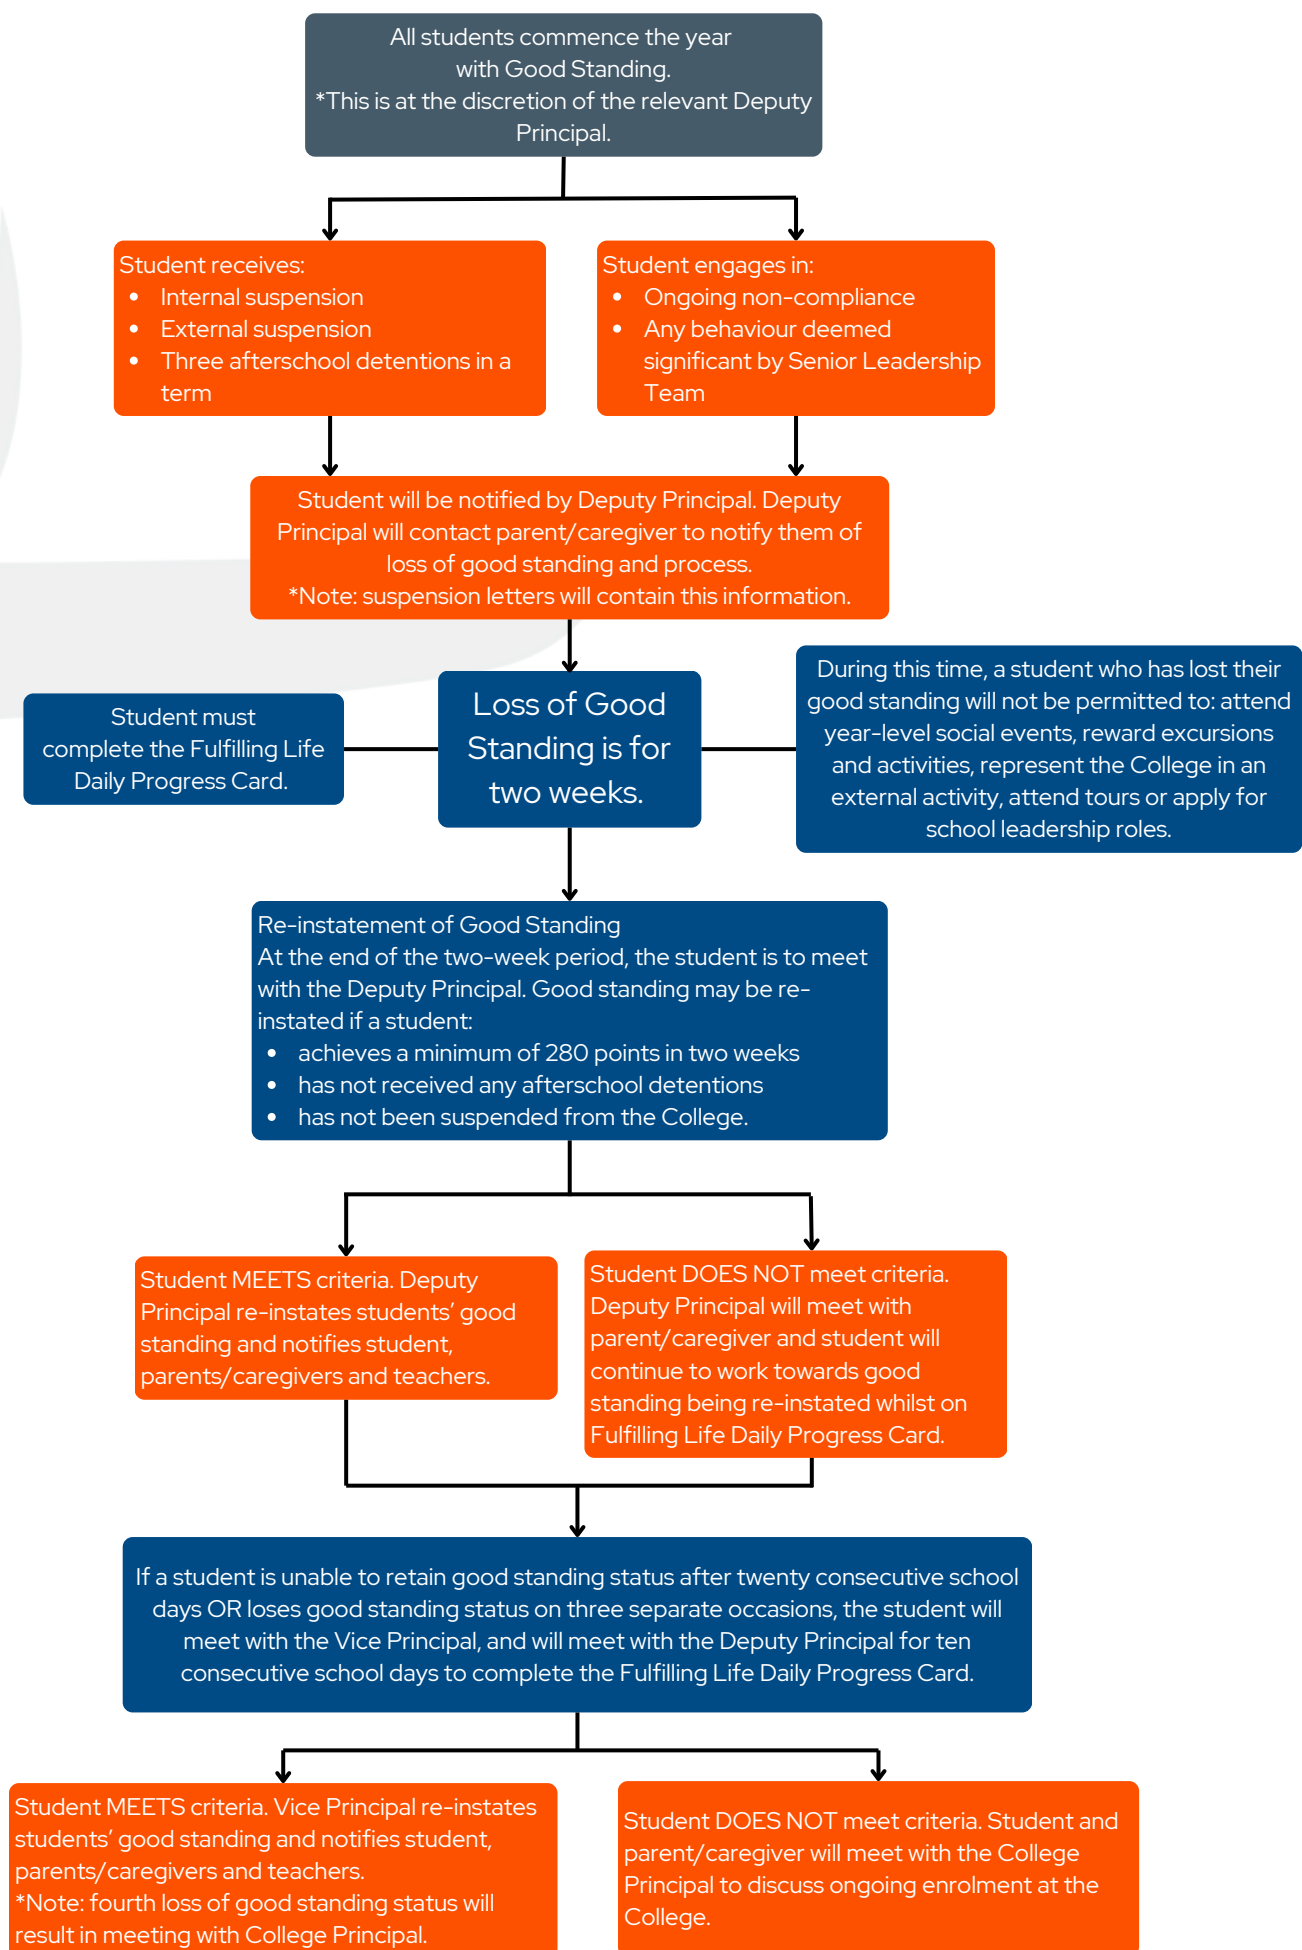 All students commence the year
with Good Standing.
*This is at the discretion of the relevant Deputy
Principal.
Student receives:
• Internal suspension
• External suspension
• Three afterschool detentions in a
term
Student engages in:
• Ongoing non-compliance
• Any behaviour deemed
significant by Senior Leadership
Team
Student will be notified by Deputy Principal. Deputy
Principal will contact parent/caregiver to notify them of
loss of good standing and process.
*Note: suspension letters will contain this information.
Student must
complete the Fulfilling Life
Daily Progress Card.
Loss of Good
Standing is for
two weeks.
During this time, a student who has lost their
good standing will not be permitted to: attend
year-level social events, reward excursions
and activities, represent the College in an
external activity, attend tours or apply for
school leadership roles.
Re-instatement of Good Standing
At the end of the two-week period, the student is to meet
with the Deputy Principal. Good standing may be re-
instated if a student:
• achieves a minimum of 280 points in two weeks
• has not received any afterschool detentions
• has not been suspended from the College.
Student MEETS criteria. Deputy
Principal re-instates students’ good
standing and notifies student,
parents/caregivers and teachers.
Student DOES NOT meet criteria.
Deputy Principal will meet with
parent/caregiver and student will
continue to work towards good
standing being re-instated whilst on
Fulfilling Life Daily Progress Card.
If a student is unable to retain good standing status after twenty consecutive school
days OR loses good standing status on three separate occasions, the student will
meet with the Vice Principal, and will meet with the Deputy Principal for ten
consecutive school days to complete the Fulfilling Life Daily Progress Card.
Student MEETS criteria. Vice Principal re-instates
students’ good standing and notifies student,
parents/caregivers and teachers.
*Note: fourth loss of good standing status will
result in meeting with College Principal.
Student DOES NOT meet criteria. Student and
parent/caregiver will meet with the College
Principal to discuss ongoing enrolment at the
College.